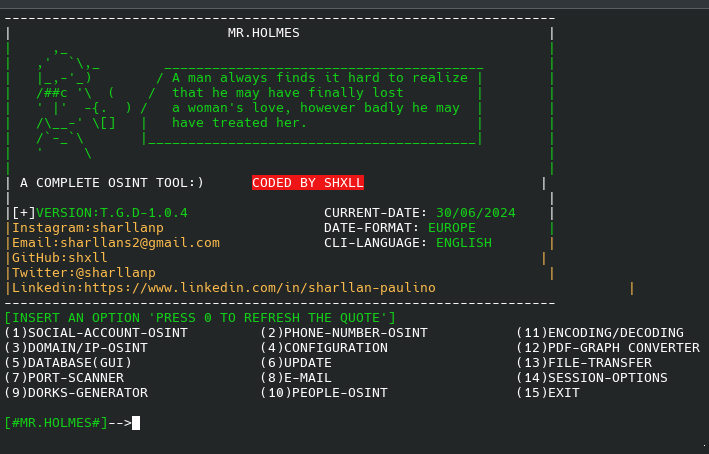 MR.HOLMES
A man always finds it hard to realize
that he may have finally lost
a woman's love, however badly he may
have treated her.
A COMPLETE OSINT TOOL:) CODED BY SHXLL
[+]VERSION:T.G.D-1.0.4 CURRENT-DATE: 30/06/2024
Instagram:sharllanp DATE-FORMAT: EUROPE
Email:sharllans2@gmail.com CLI-LANGUAGE: ENGLISH
GitHub:shxll
Twitter:@sharllanp
Linkedin:https://www.linkedin.com/in/sharllan-paulino
[INSERT AN OPTION 'PRESS 0 TO REFRESH THE QUOTE']
(1)SOCIAL-ACCOUNT-OSINT (2)PHONE-NUMBER-OSINT (11)ENCODING/DECODING
(3)DOMAIN/IP-OSINT (4)CONFIGURATION (12)PDF-GRAPH CONVERTER
(5)DATABASE(GUI) (6)UPDATE (13)FILE-TRANSFER
(7)PORT-SCANNER (8)E-MAIL (14)SESSION-OPTIONS
(9)DORKS-GENERATOR (10)PEOPLE-OSINT (15)EXIT
[#MR.HOLMES#]-->